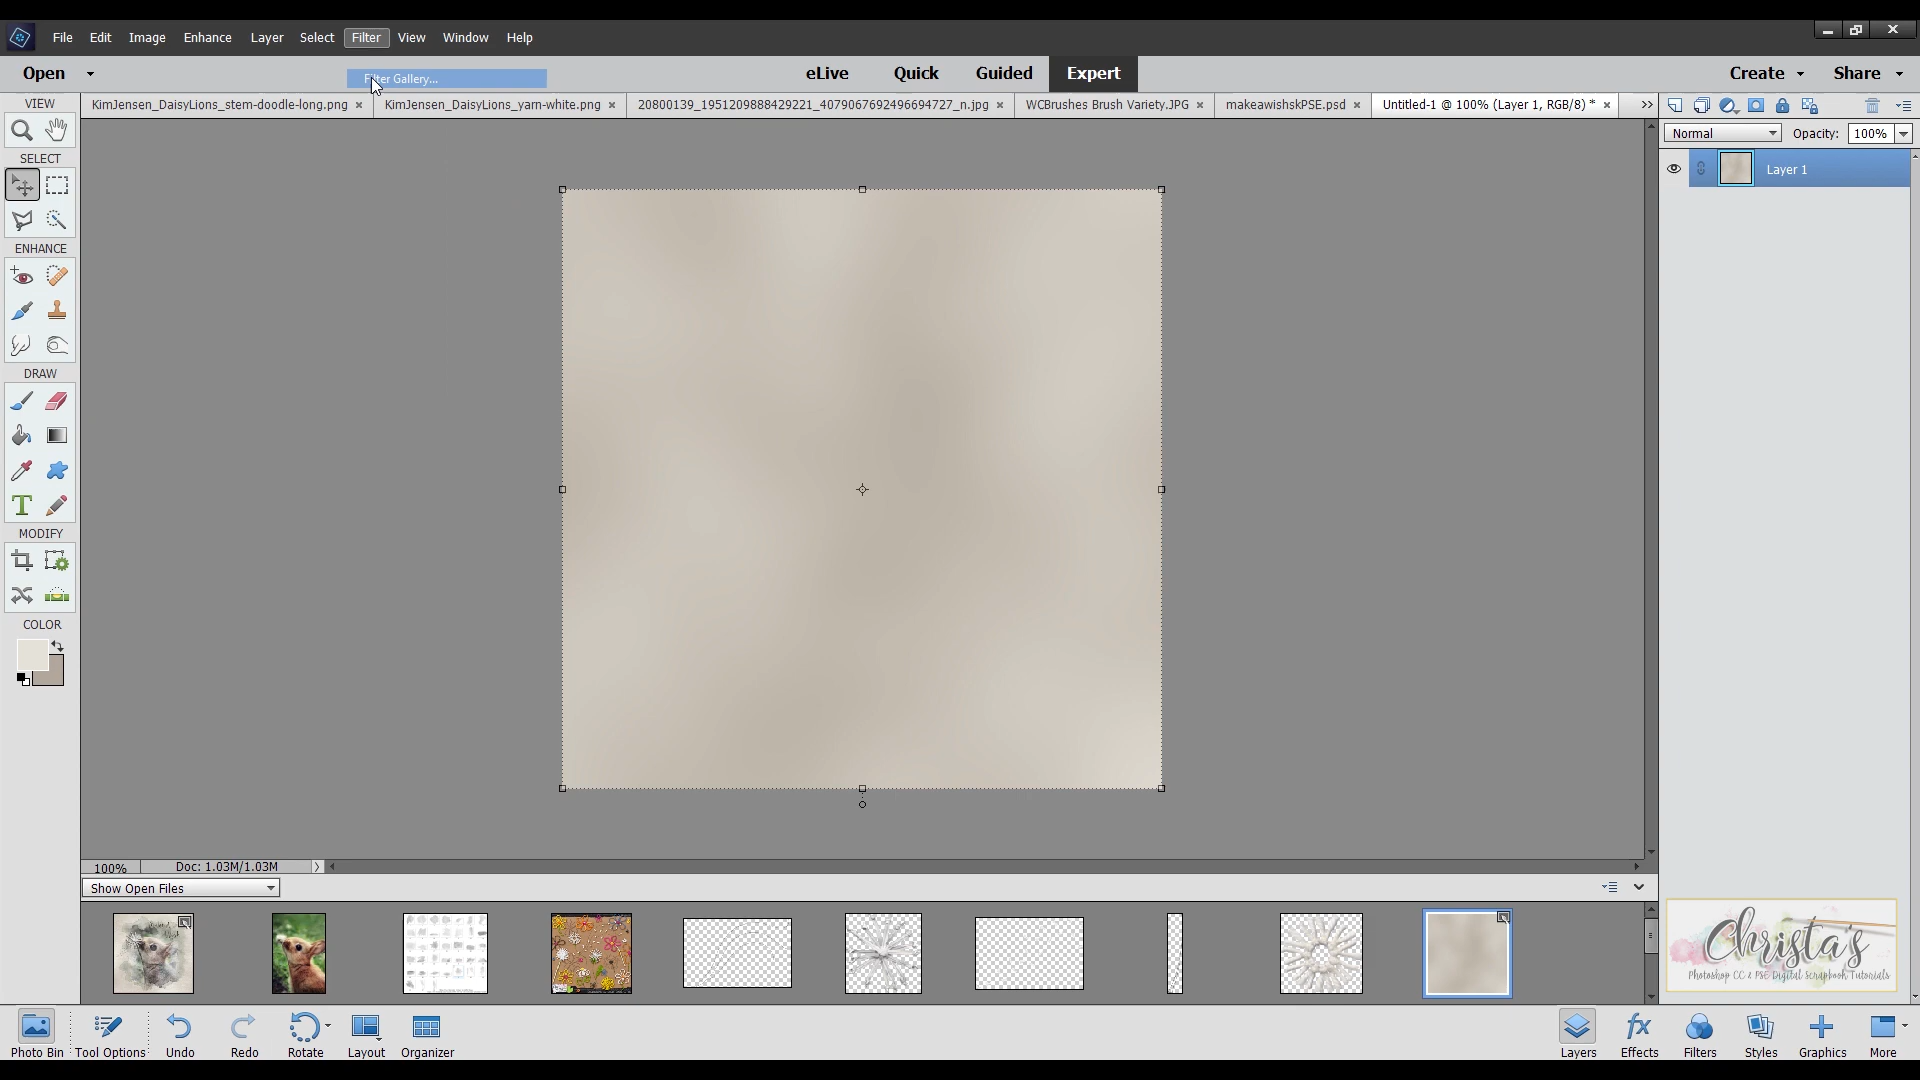 File Edit Image Enhance Layer Select Filter View Window Help
Open eLive Quick Guided Expert Create Share
Filter Gallery...
VIEW
KimJensen_DaisyLions_stem-doodle-long.png
KimJensen_DaisyLions_yarn-white.png
20800139_1951209888429221_4079067692496694727_n.jpg
WCBrushes Brush Variety.JPG
makeawishskPSE.psd
Untitled-1 @ 100% (Layer 1, RGB/8) *
Normal Opacity: 100%
SELECT
Layer 1
ENHANCE
DRAW
MODIFY
COLOR
100% Doc: 1.03M/1.03M
Show Open Files
Christa's
Photoshop CC & PSE Digital Scrapbook Tutorials
Photo Bin Tool Options Undo Redo Rotate Layout Organizer Layers Effects Filters Styles Graphics More